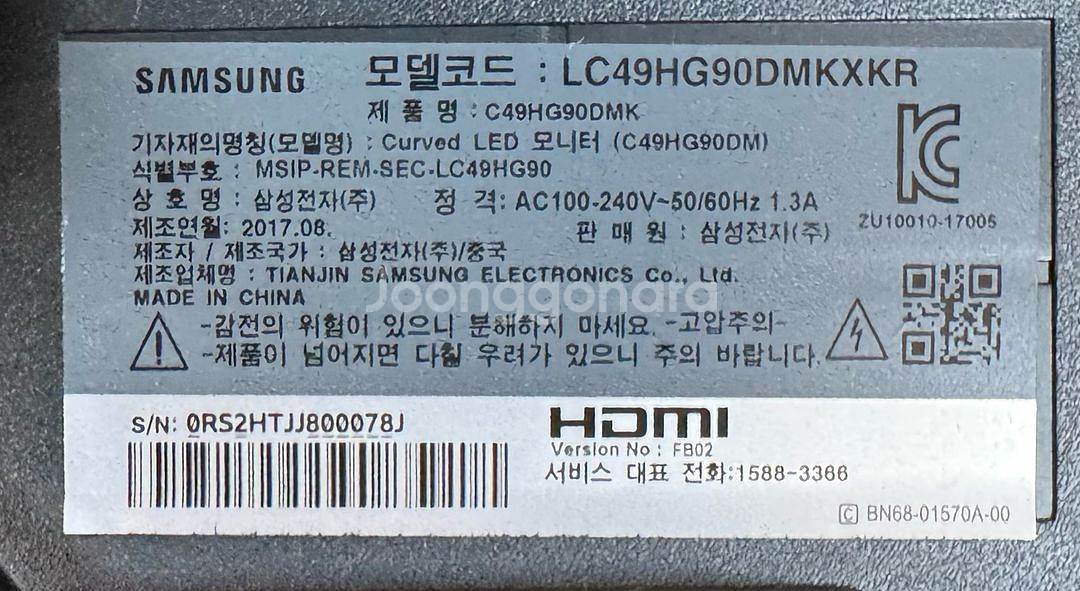 SAMSUNG 모델코드 : LC49HG90DMKXKR
제 품 명 : C49HG90DMK
기자재의명칭(모델명) : Curved LED 모니터 (C49HG90DM)
식별부호 : MSIP-REM-SEC-LC49HG90
상 호 명 : 삼성전자(주) 정 격: AC100-240V~50/60Hz 1.3A
ZU10010-17005
제조연월: 2017.08. 판 매 원 : 삼성전자(주)
제조자 / 제조국가 : 삼성전자(주)/중국
제조업체명 : TIANJIN SAMSUNG ELECTRONICS Co., Ltd.
MADE IN CHINA
Joonggonara
-감전의 위험이 있으니 분해하지 마세요. -고압주의-
-제품이 넘어지면 다칠 우려가 있으니 주의 바랍니다.
S/N: 0RS2HTJJ800078J
HDMI
Version No : FB02
서비스 대표 전화:1588-3366
C BN68-01570A-00